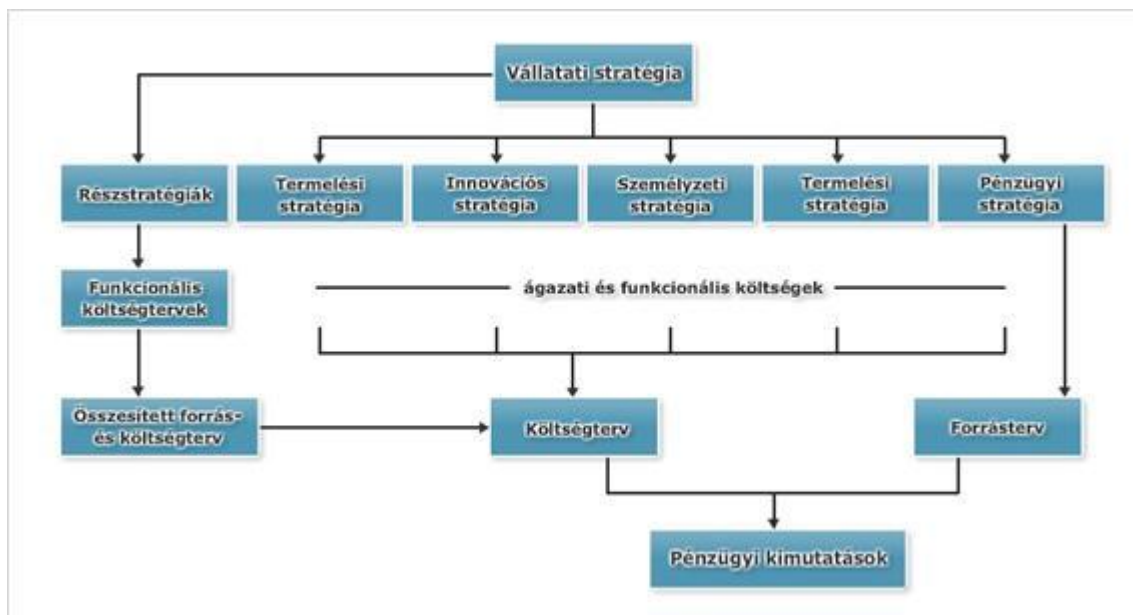 Vállatati stratégia
Részstratégiák
Termelési
stratégia
Innovációs
stratégia
Személyzeti
stratégia
Termelési
stratégia
Pénzügyi
stratégia
Funkcionális
költségtervek
ágazati és funkcionális költségek
Összesített forrás-
és költségterv
Költségterv
Forrásterv
Pénzügyi kimutatások